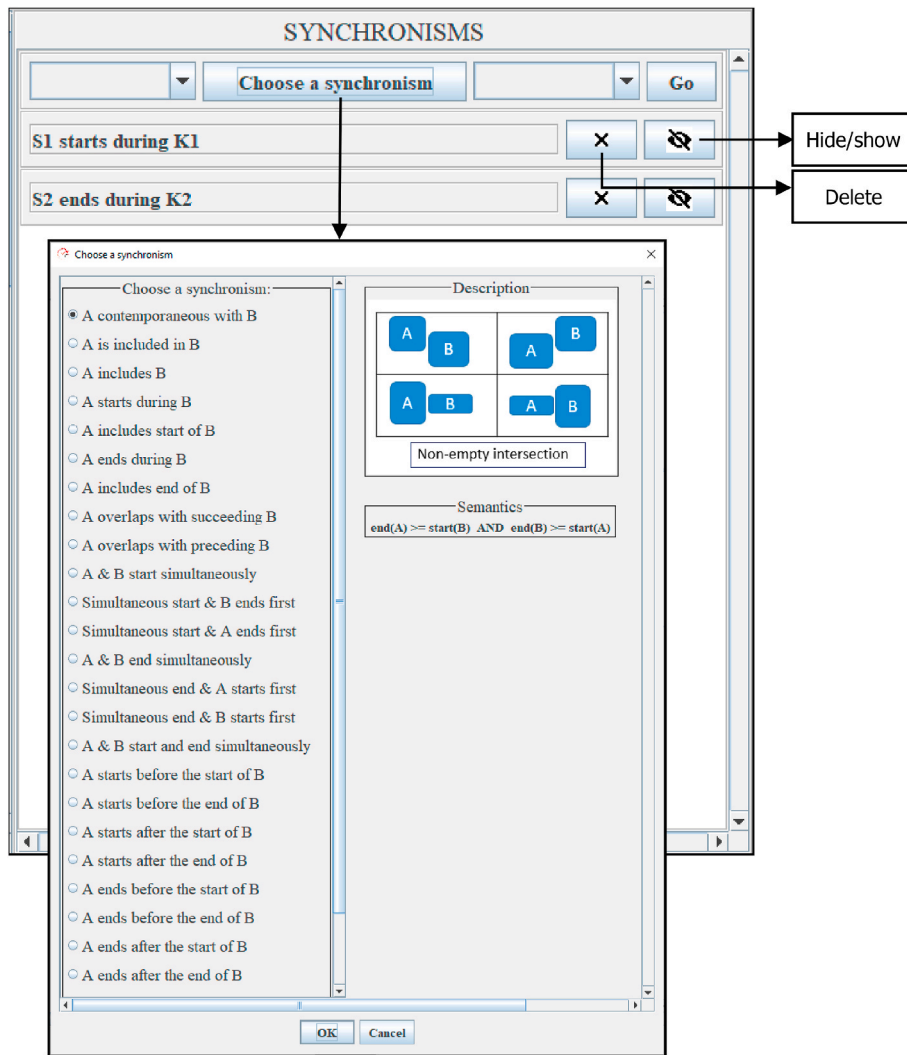 SYNCHRONISMS
Choose a synchronism
Go
S1 starts during K1
Hide/show
S2 ends during K2
Delete
Choose a synchronism
Choose a synchronism:
A contemporaneous with B
A is included in B
A includes B
A starts during B
A includes start of B
A ends during B
A includes end of B
A overlaps with succeeding B
A overlaps with preceding B
A & B start simultaneously
Simultaneous start & B ends first
Simultaneous start & A ends first
A & B end simultaneously
Simultaneous end & A starts first
Simultaneous end & B starts first
A & B start and end simultaneously
A starts before the start of B
A starts before the end of B
A starts after the start of B
A starts after the end of B
A ends before the start of B
A ends before the end of B
A ends after the start of B
A ends after the end of B
Description
A B
A B
A B
A B
Non-empty intersection
Semantics
end(A) >= start(B) AND end(B) >= start(A)
OK Cancel